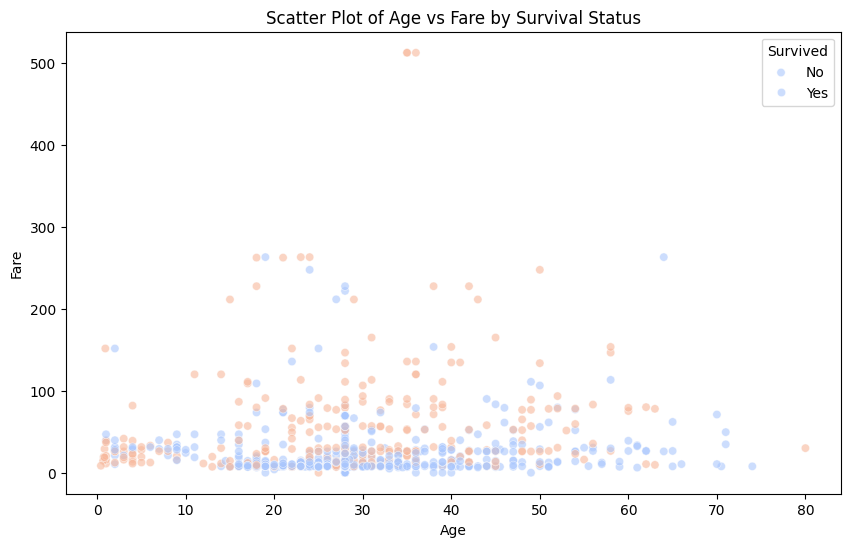 Scatter Plot of Age vs Fare by Survival Status
Survived
No
Yes
Fare
500
400
300
200
100
0
0 10 20 30 40 50 60 70 80
Age